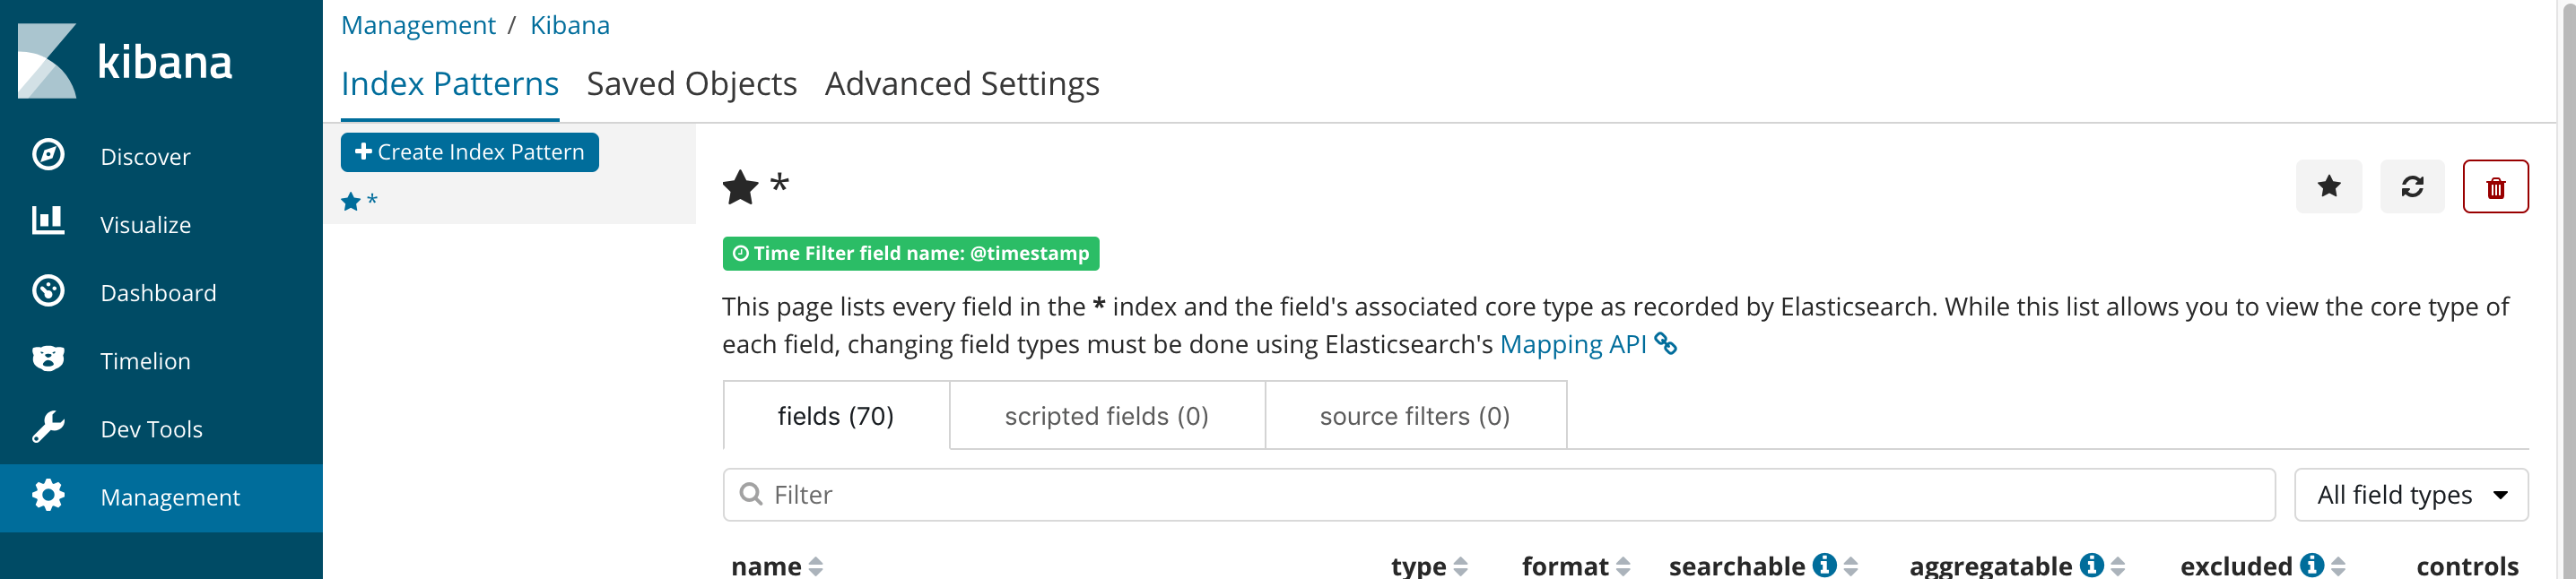 kibana
Discover
Visualize
Dashboard
Timelion
Dev Tools
Management
Management / Kibana
Index Patterns Saved Objects Advanced Settings
Create Index Pattern
*
*
Time Filter field name: @timestamp
This page lists every field in the * index and the field's associated core type as recorded by Elasticsearch. While this list allows you to view the core type of
each field, changing field types must be done using Elasticsearch's Mapping API
fields (70) scripted fields (0) source filters (0)
Filter All field types
name type format searchable aggregatable excluded controls